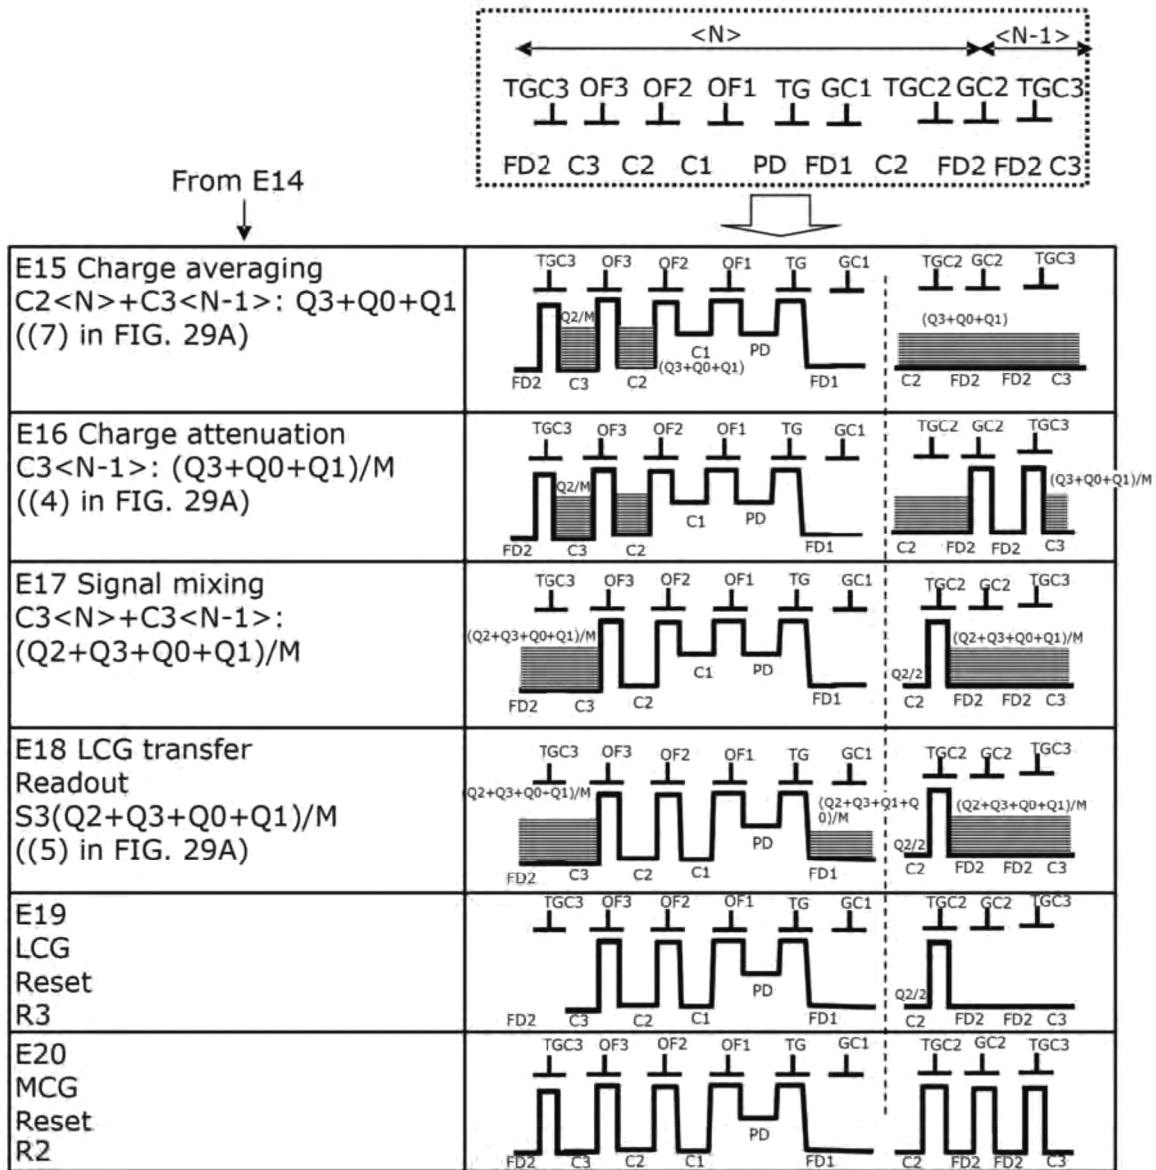 <N> <N-1>
TGC3 OF3 OF2 OF1 TG GC1 TGC2 GC2 TGC3
FD2 C3 C2 C1 PD FD1 C2 FD2 FD2 C3
From E14
E15 Charge averaging
C2<N>+C3<N-1>: Q3+Q0+Q1
((7) in FIG. 29A)
TGC3 OF3 OF2 OF1 TG GC1 TGC2 GC2 TGC3
Q2/M (Q3+Q0+Q1)
C1 PD
(Q3+Q0+Q1)
FD2 C3 C2 FD1 C2 FD2 FD2 C3
E16 Charge attenuation
C3<N-1>: (Q3+Q0+Q1)/M
((4) in FIG. 29A)
TGC3 OF3 OF2 OF1 TG GC1 TGC2 GC2 TGC3
Q2/M (Q3+Q0+Q1)/M
C1 PD
FD2 C3 C2 FD1 C2 FD2 FD2 C3
E17 Signal mixing
C3<N>+C3<N-1>:
(Q2+Q3+Q0+Q1)/M
TGC3 OF3 OF2 OF1 TG GC1 TGC2 GC2 TGC3
(Q2+Q3+Q0+Q1)/M (Q2+Q3+Q0+Q1)/M
C1 PD Q2/2
FD2 C3 C2 FD1 C2 FD2 FD2 C3
E18 LCG transfer
Readout
S3(Q2+Q3+Q0+Q1)/M
((5) in FIG. 29A)
TGC3 OF3 OF2 OF1 TG GC1 TGC2 GC2 TGC3
(Q2+Q3+Q0+Q1)/M (Q2+Q3+Q1+Q (Q2+Q3+Q0+Q1)/M
0)/M
PD Q2/2
FD2 C3 C2 C1 FD1 C2 FD2 FD2 C3
E19
LCG
Reset
R3
TGC3 OF3 OF2 OF1 TG GC1 TGC2 GC2 TGC3
PD Q2/2
FD2 C3 C2 C1 FD1 C2 FD2 FD2 C3
E20
MCG
Reset
R2
TGC3 OF3 OF2 OF1 TG GC1 TGC2 GC2 TGC3
PD
FD2 C3 C2 C1 FD1 C2 FD2 FD2 C3